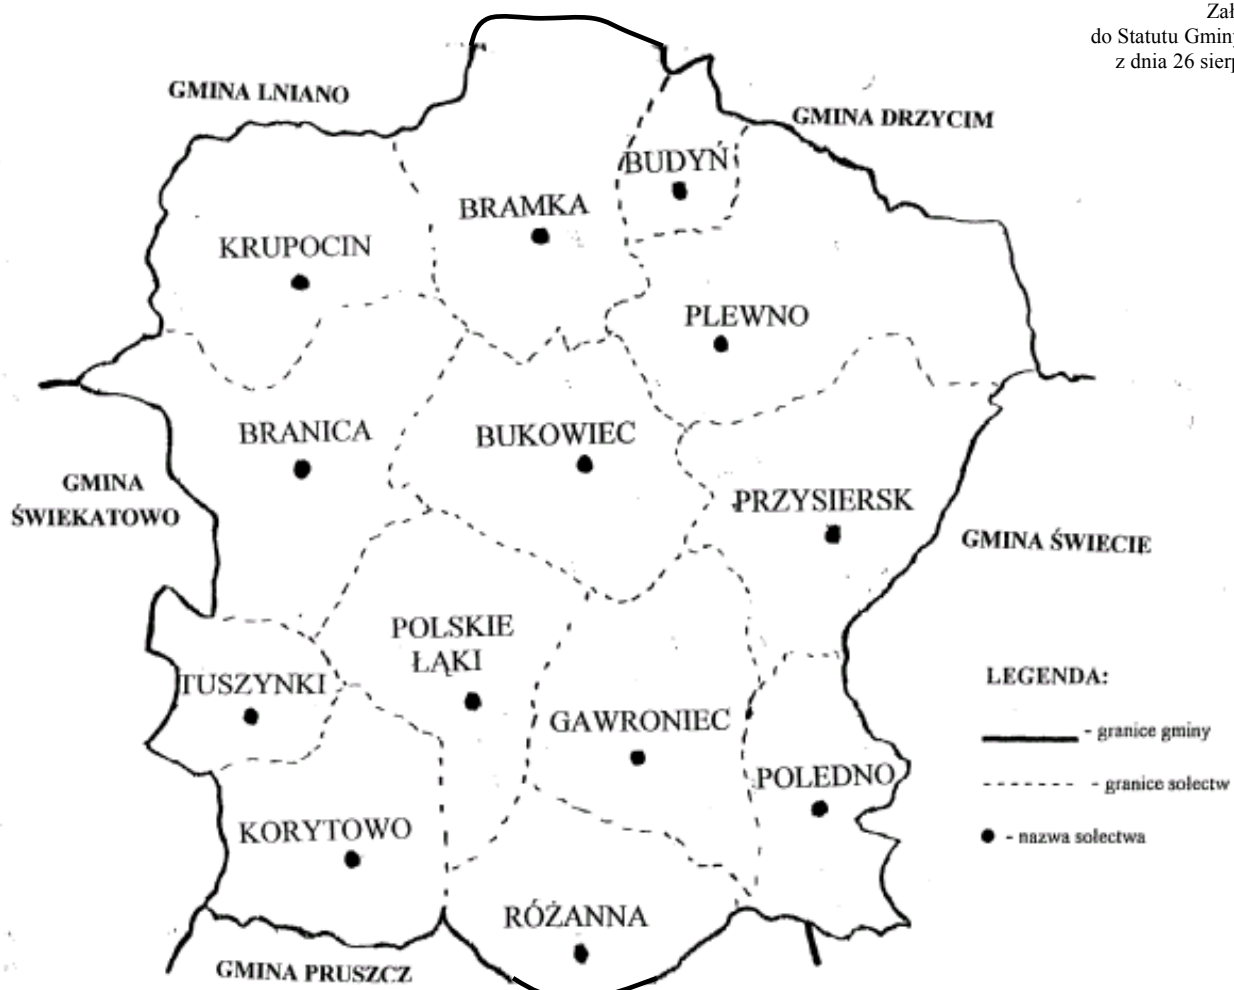 Zał
do Statutu Gminy
z dnia 26 sierp
GMINA LNIANO
GMINA DRZYCIM
BUDYŃ
BRAMKA
KRUPOCIN
PLEWNO
BRANICA
BUKOWIEC
GMINA
ŚWIEKATOWO
PRZYSIERSK
GMINA ŚWIECIE
POLSKIE
ŁĄKI
TUSZYNKI
GAWRONIEC
POLEDNO
KORYTOWO
RÓŻANNA
GMINA PRUSZCZ
LEGENDA:
- granice gminy
- granice sołectw
- nazwa sołectwa